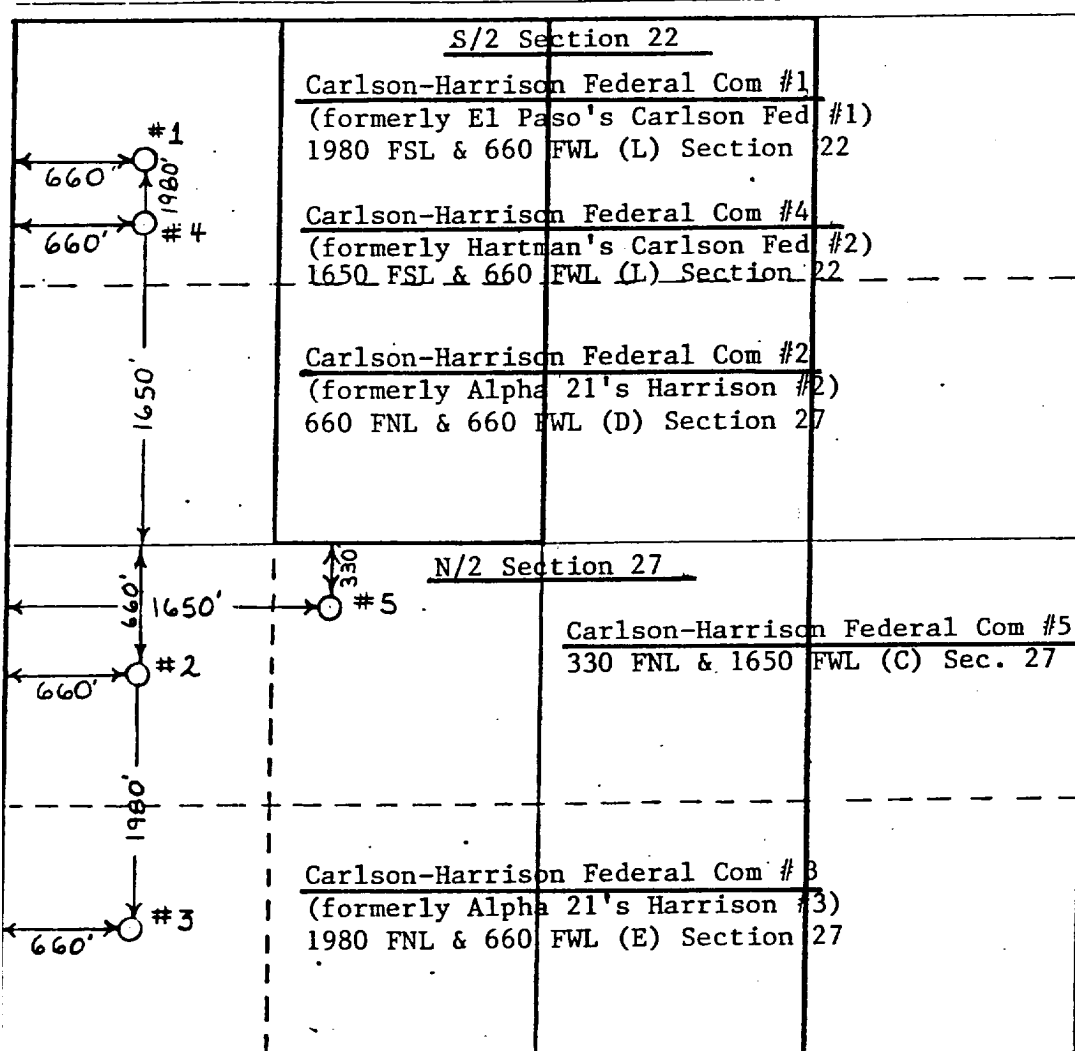 S/2 Section 22
Carlson-Harrison Federal Com #1
(formerly El Paso's Carlson Fed #1)
1980 FSL & 660 FWL (L) Section 22
#1
660'
1980'
Carlson-Harrison Federal Com #4
(formerly Hartman's Carlson Fed #2)
1650 FSL & 660 FWL (L) Section 22
660'
#4
Carlson-Harrison Federal Com #2
(formerly Alpha 21's Harrison #2)
660 FNL & 660 FWL (D) Section 27
1650'
N/2 Section 27
330'
660'
1650'
#5
Carlson-Harrison Federal Com #5
330 FNL & 1650 FWL (C) Sec. 27
#2
660'
1980'
Carlson-Harrison Federal Com #3
(formerly Alpha 21's Harrison #3)
1980 FNL & 660 FWL (E) Section 27
#3
660'